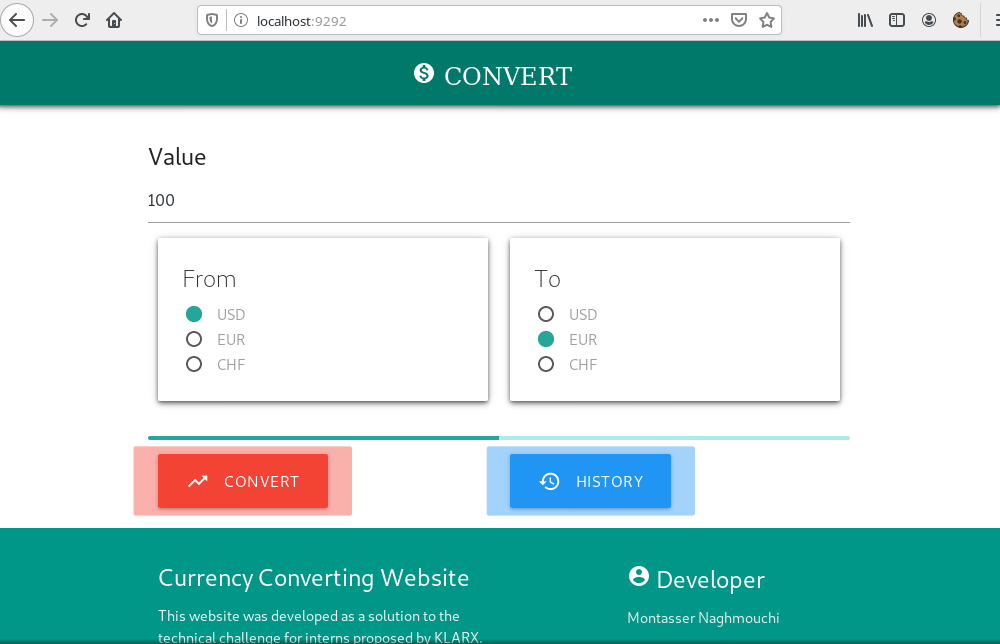 localhost:9292
CONVERT
Value
100
From
USD
EUR
CHF
To
USD
EUR
CHF
CONVERT
HISTORY
Currency Converting Website
This website was developed as a solution to the
technical challenge for interns proposed by KLARX.
Developer
Montasser Naghmouchi